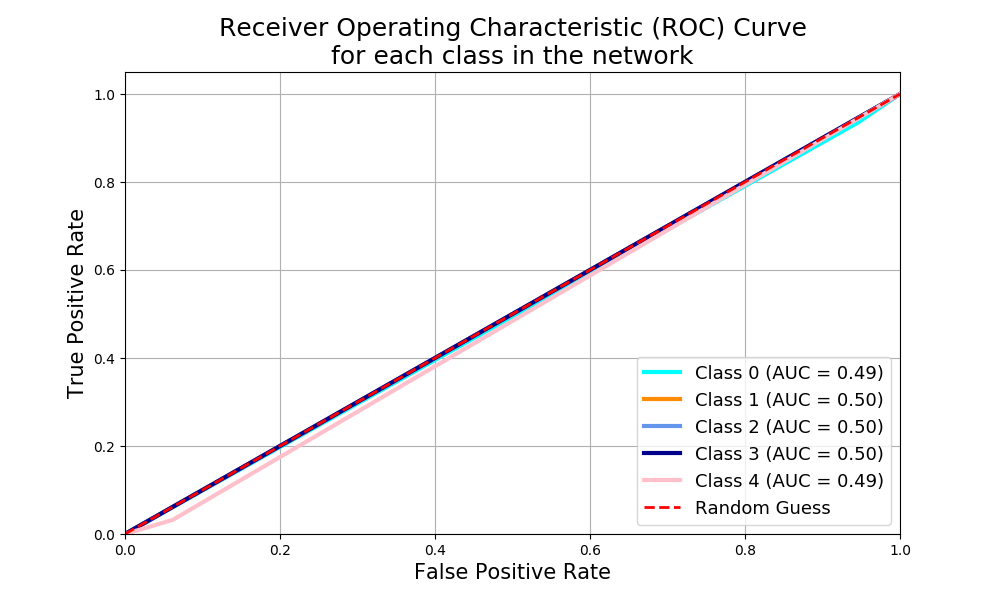 Receiver Operating Characteristic (ROC) Curve
for each class in the network
True Positive Rate
1.0
0.8
0.6
0.4
0.2
0.0
0.0 0.2 0.4 0.6 0.8 1.0
False Positive Rate
Class 0 (AUC = 0.49)
Class 1 (AUC = 0.50)
Class 2 (AUC = 0.50)
Class 3 (AUC = 0.50)
Class 4 (AUC = 0.49)
Random Guess